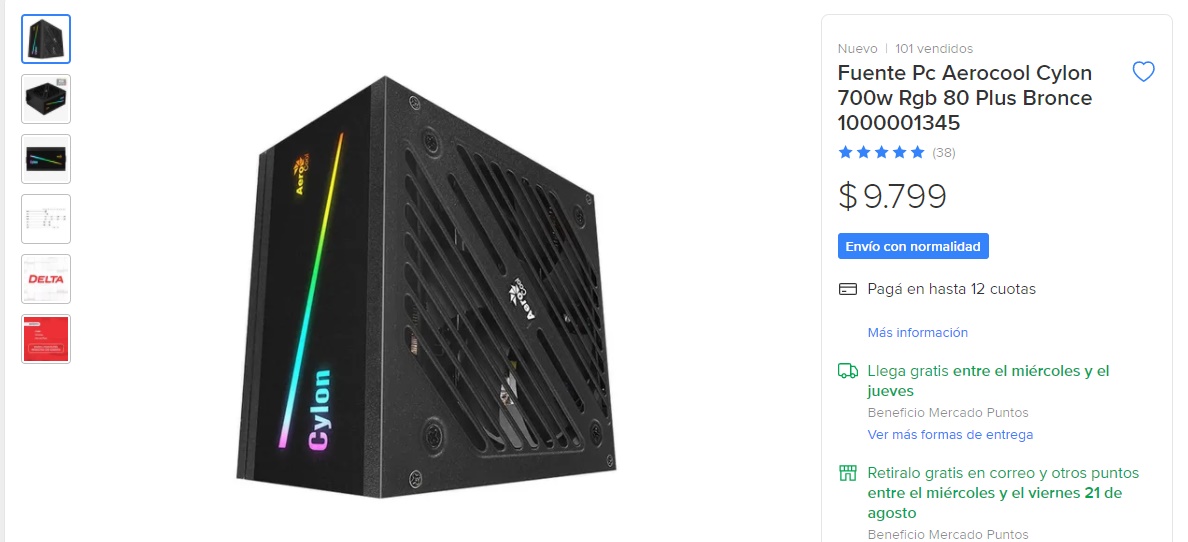 Nuevo | 101 vendidos
Fuente Pc Aerocool Cylon
700w Rgb 80 Plus Bronce
1000001345
(38)
$ 9.799
Envío con normalidad
Pagá en hasta 12 cuotas
Más información
Llega gratis entre el miércoles y el
jueves
Beneficio Mercado Puntos
Ver más formas de entrega
Retiralo gratis en correo y otros puntos
entre el miércoles y el viernes 21 de
agosto
Beneficio Mercado Puntos
Aero
Cool
Cylon
Aero
Cool
DELTA